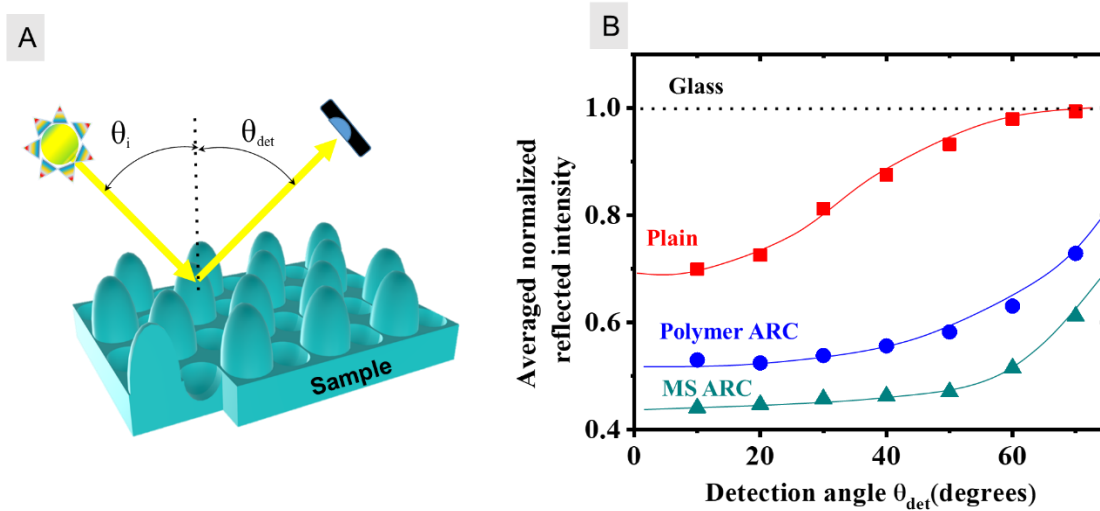 A
θi
θdet
Sample
B
Glass
Plain
Polymer ARC
MS ARC
Averaged normalized
reflected intensity
1.0
0.8
0.6
0.4
0 20 40 60
Detection angle θdet(degrees)